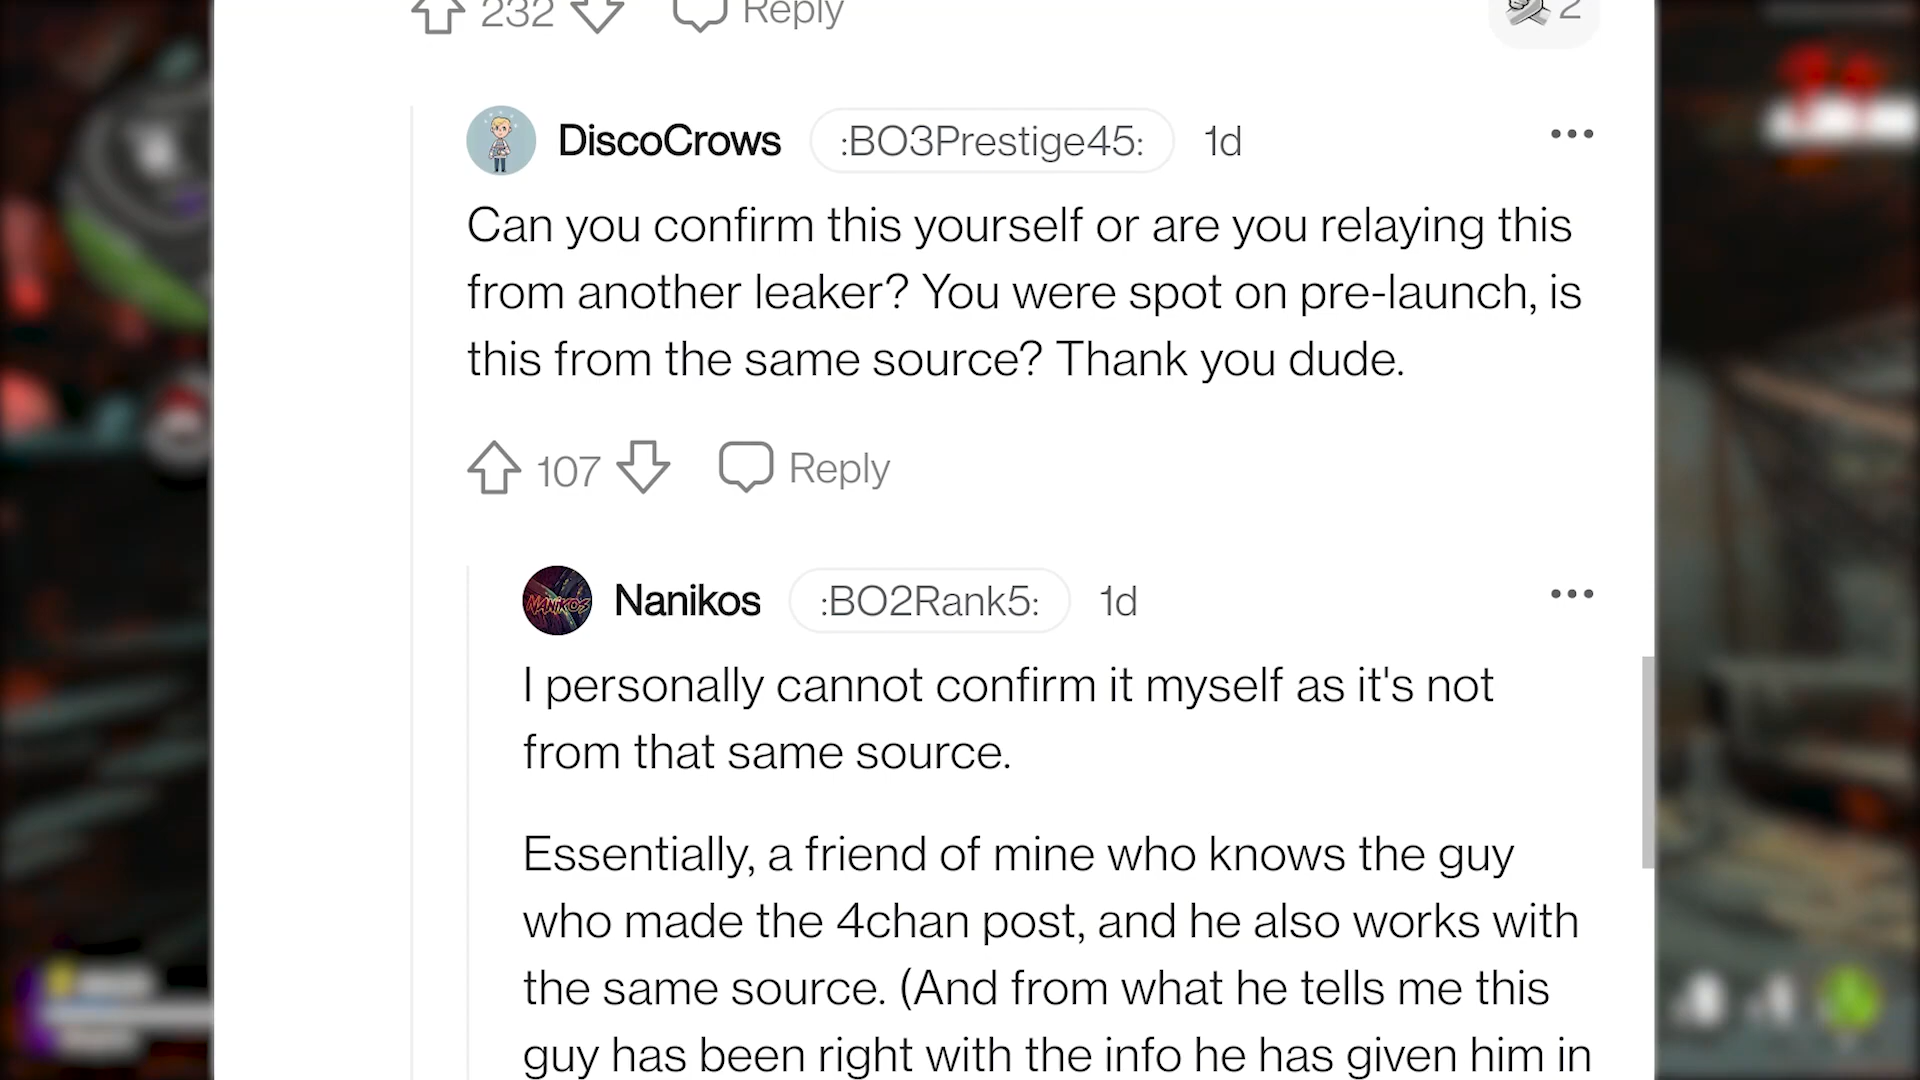 232 Reply 2
DiscoCrows :BO3Prestige45: 1d
Can you confirm this yourself or are you relaying this
from another leaker? You were spot on pre-launch, is
this from the same source? Thank you dude.
107 Reply
NANIKOS
Nanikos :BO2Rank5: 1d
I personally cannot confirm it myself as it's not
from that same source.
Essentially, a friend of mine who knows the guy
who made the 4chan post, and he also works with
the same source. (And from what he tells me this
guy has been right with the info he has given him in